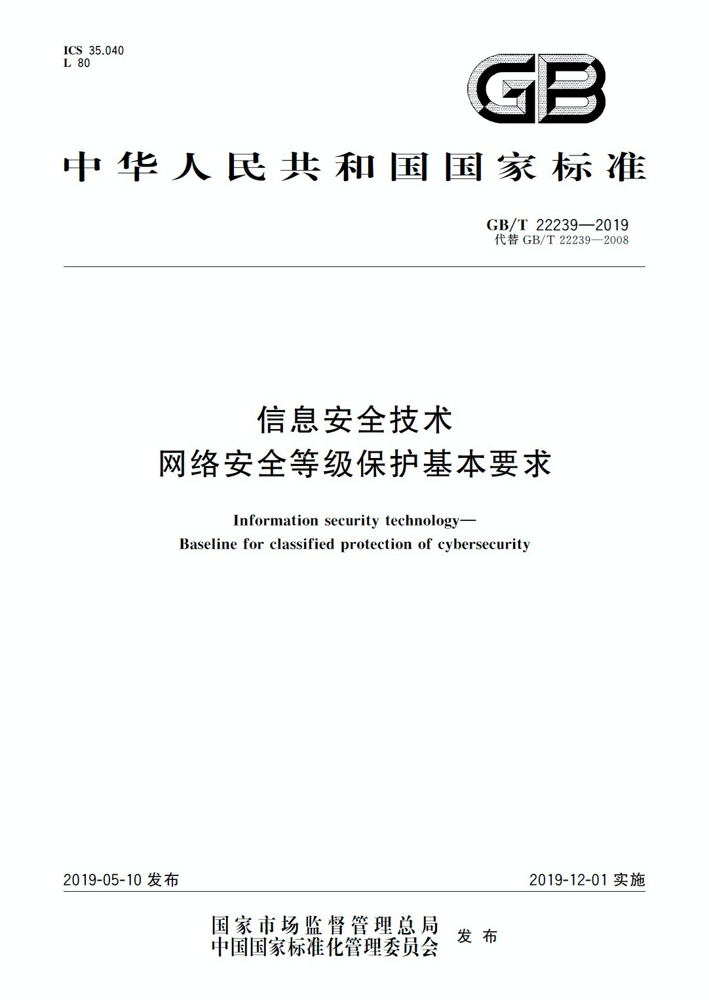 ICS 35.040
L 80
GB
中华人民共和国国家标准
GB/T 22239—2019
代替 GB/T 22239—2008
信息安全技术
网络安全等级保护基本要求
Information security technology—
Baseline for classified protection of cybersecurity
2019-05-10 发布
2019-12-01 实施
国家市场监督管理总局
中国国家标准化管理委员会
发布